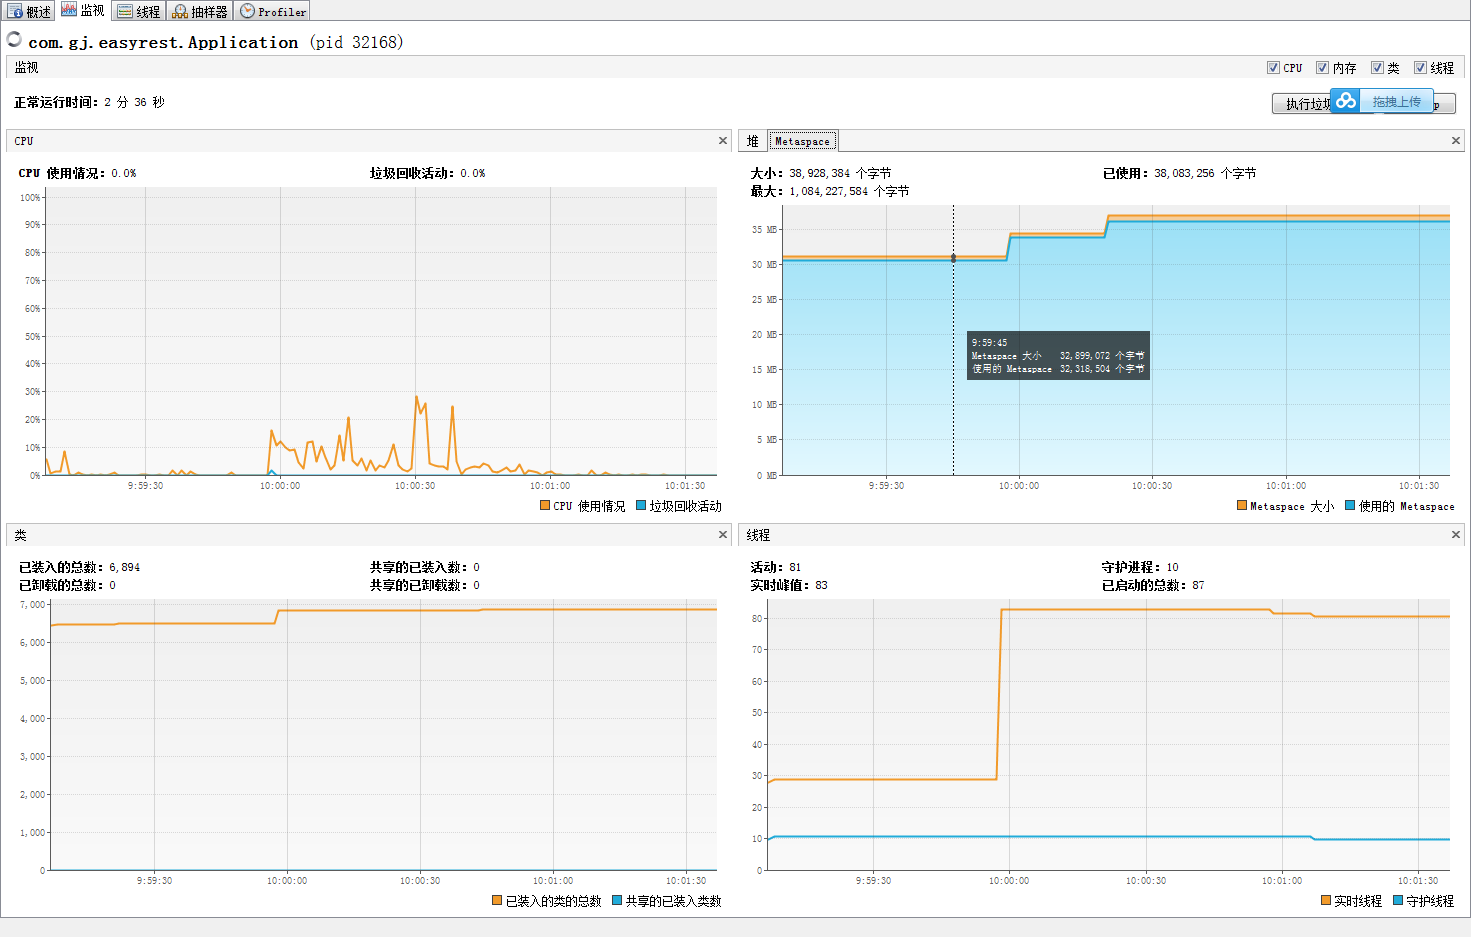 概述 监视 线程 抽样器 Profiler
com.gj.easyrest.Application (pid 32168)
监视
CPU 内存 类 线程
正常运行时间: 2 分 36 秒
执行垃圾 拖拽上传 p
CPU
CPU 使用情况: 0.0% 垃圾回收活动: 0.0%
100%
90%
80%
70%
60%
50%
40%
30%
20%
10%
0%
9:59:30 10:00:00 10:00:30 10:01:00 10:01:30
CPU 使用情况 垃圾回收活动
堆 Metaspace
大小: 38,928,384 个字节 已使用: 38,083,256 个字节
最大: 1,084,227,584 个字节
35 MB
30 MB
25 MB
20 MB
15 MB
10 MB
5 MB
0 MB
9:59:45
Metaspace 大小 32,899,072 个字节
使用的 Metaspace 32,318,504 个字节
9:59:30 10:00:00 10:00:30 10:01:00 10:01:30
Metaspace 大小 使用的 Metaspace
类
已装入的总数: 6,894 共享的已装入数: 0
已卸载的总数: 0 共享的已卸载数: 0
7,000
6,000
5,000
4,000
3,000
2,000
1,000
0
9:59:30 10:00:00 10:00:30 10:01:00 10:01:30
已装入的类的总数 共享的已装入类数
线程
活动: 81 守护进程: 10
实时峰值: 83 已启动的总数: 87
80
70
60
50
40
30
20
10
0
9:59:30 10:00:00 10:00:30 10:01:00 10:01:30
实时线程 守护线程